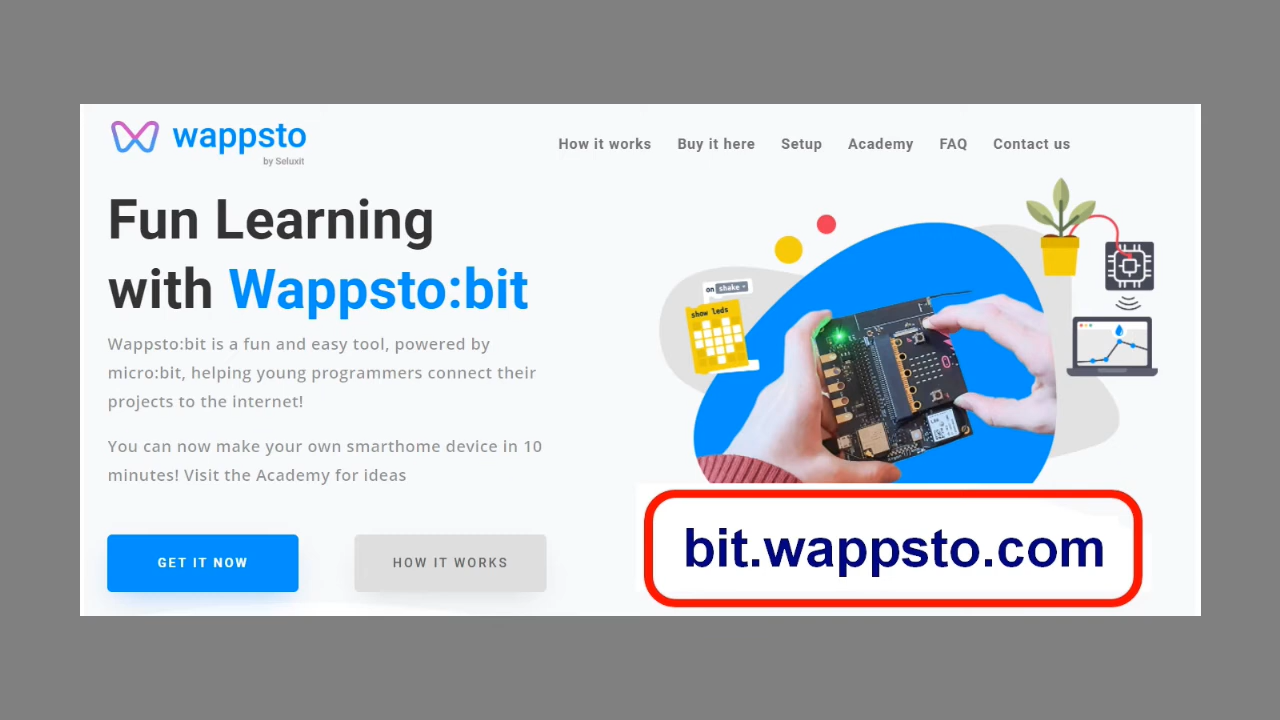 wappsto
by Seluxit
How it works Buy it here Setup Academy FAQ Contact us
Fun Learning
with Wappsto:bit
Wappsto:bit is a fun and easy tool, powered by
micro:bit, helping young programmers connect their
projects to the internet!
You can now make your own smarthome device in 10
minutes! Visit the Academy for ideas
GET IT NOW
HOW IT WORKS
on shake
show leds
bit.wappsto.com